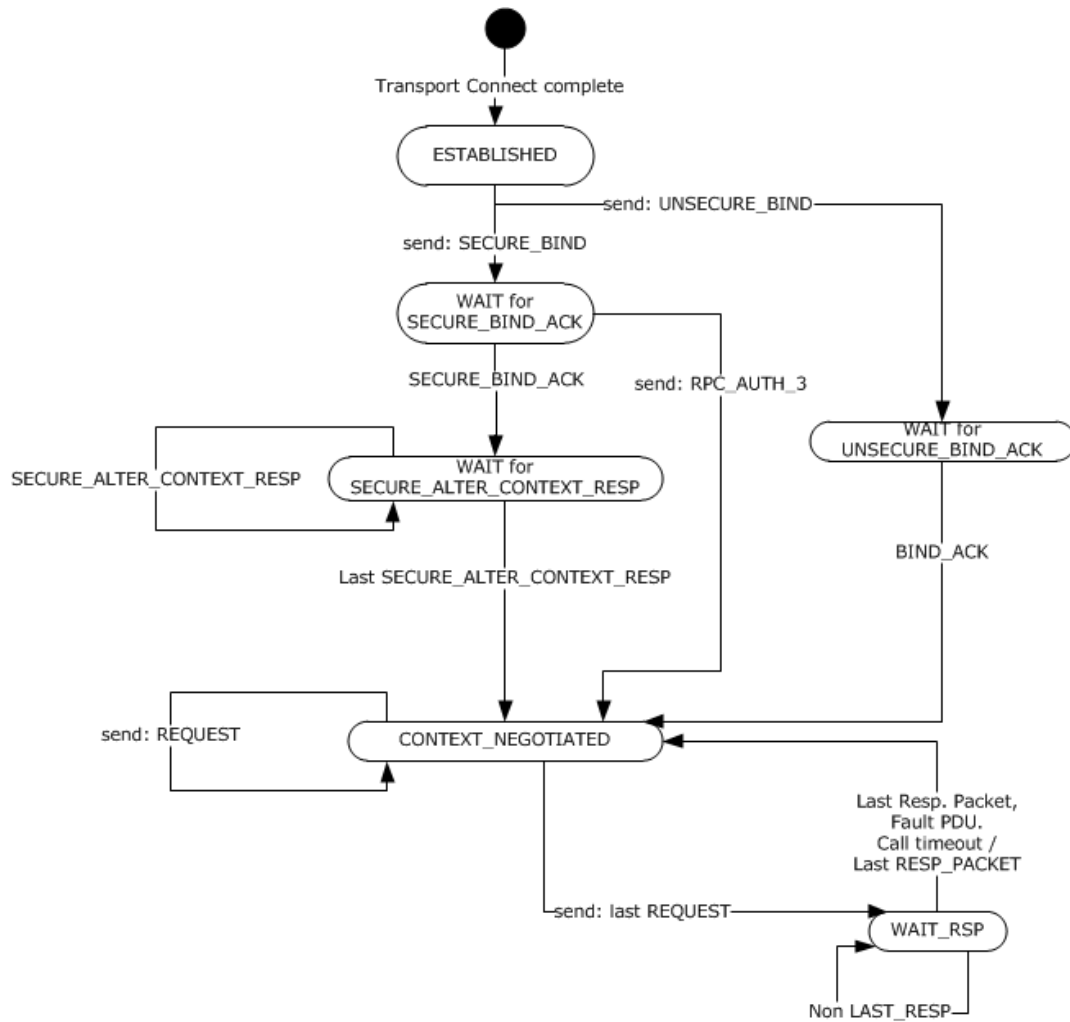 Transport Connect complete
ESTABLISHED
send: UNSECURE_BIND
send: SECURE_BIND
WAIT for
SECURE_BIND_ACK
SECURE_BIND_ACK
send: RPC_AUTH_3
WAIT for
UNSECURE_BIND_ACK
SECURE_ALTER_CONTEXT_RESP
WAIT for
SECURE_ALTER_CONTEXT_RESP
BIND_ACK
Last SECURE_ALTER_CONTEXT_RESP
send: REQUEST
CONTEXT_NEGOTIATED
Last Resp. Packet,
Fault PDU.
Call timeout /
Last RESP_PACKET
send: last REQUEST
WAIT_RSP
Non LAST_RESP